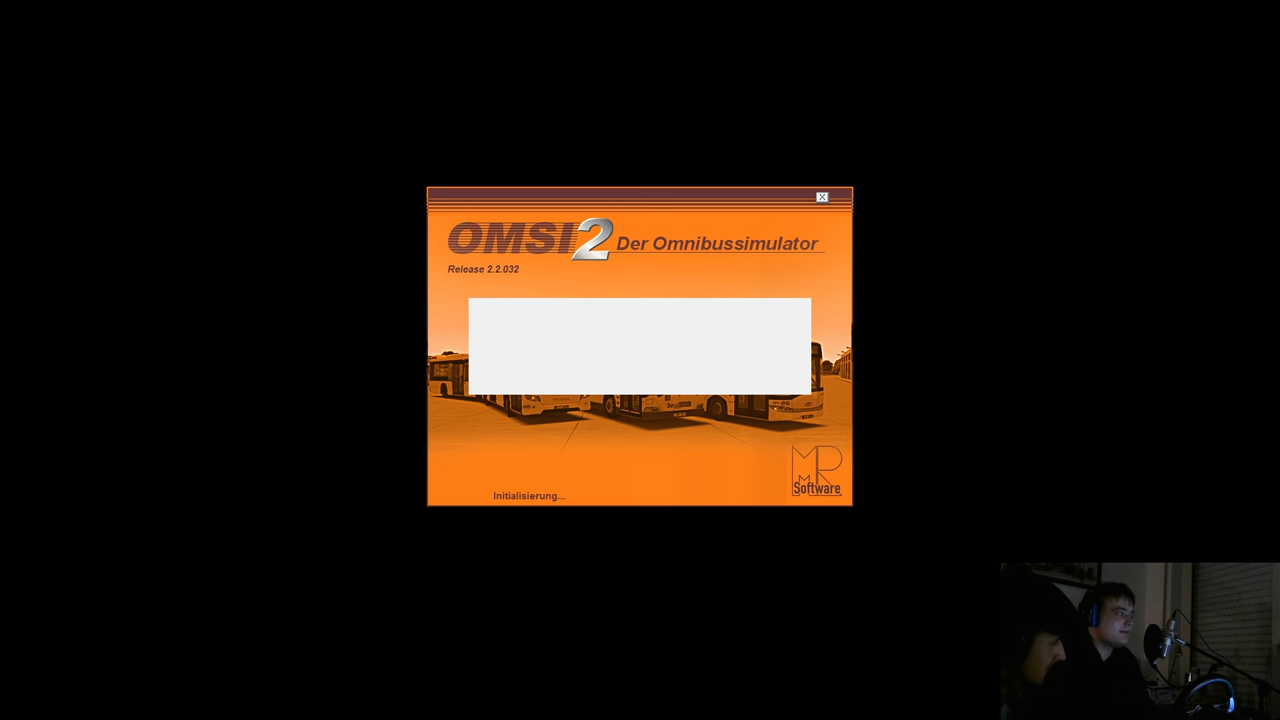 OMSI 2 Der Omnibussimulator
Release 2.2.032
Initialisierung...
MR
Software